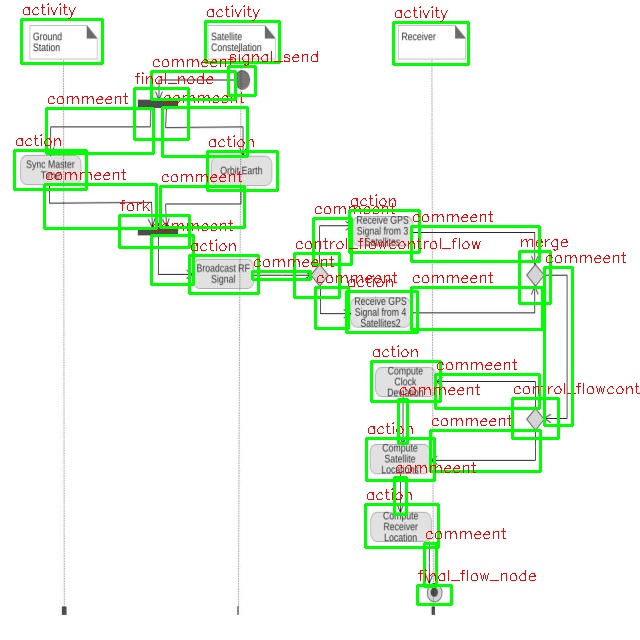 activity
activity
activity
Ground
Station
Satellite
Constellation
Receiver
commeent
signal_send
final_node
commeent
commeent
action
action
Sync Master
Orbit Earth
commeent
commeent
fork
commeent
action
commeent
action
Receive GPS
Signal from 3
Satellites
commeent
control_flow
control_flow
merge
commeent
Broadcast RF
Signal
commeent
commeent
action
commeent
Receive GPS
Signal from 4
Satellites2
action
Compute
Clock
Deviation
commeent
commeent
control_flowcont
action
commeent
Compute
Satellite
Locations
commeent
action
Compute
Receiver
Location
commeent
final_flow_node